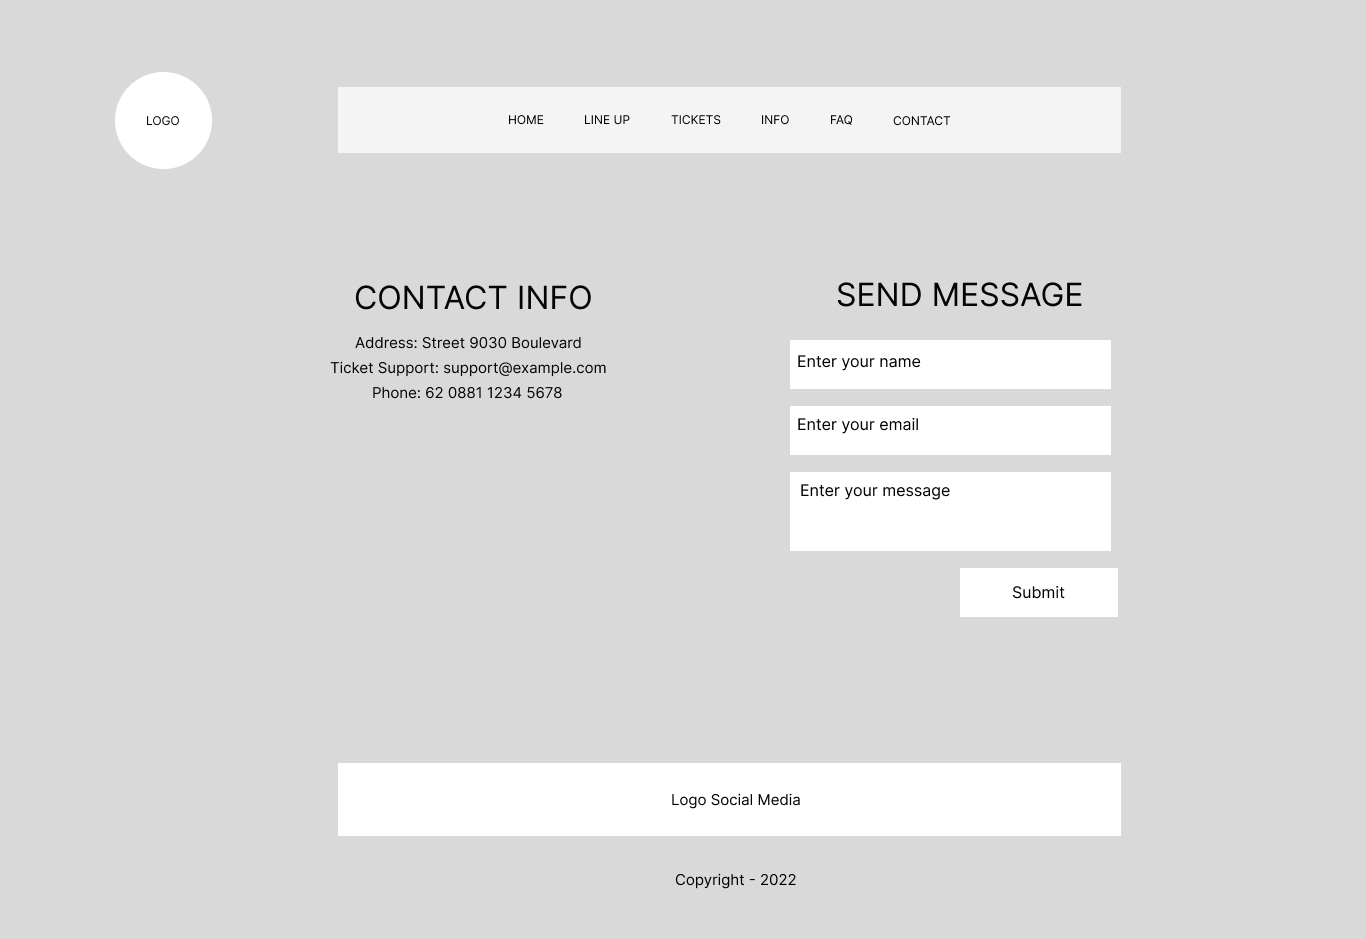 LOGO
HOME LINE UP TICKETS INFO FAQ CONTACT
CONTACT INFO
Address: Street 9030 Boulevard
Ticket Support: support@example.com
Phone: 62 0881 1234 5678
SEND MESSAGE
Enter your name
Enter your email
Enter your message
Submit
Logo Social Media
Copyright - 2022